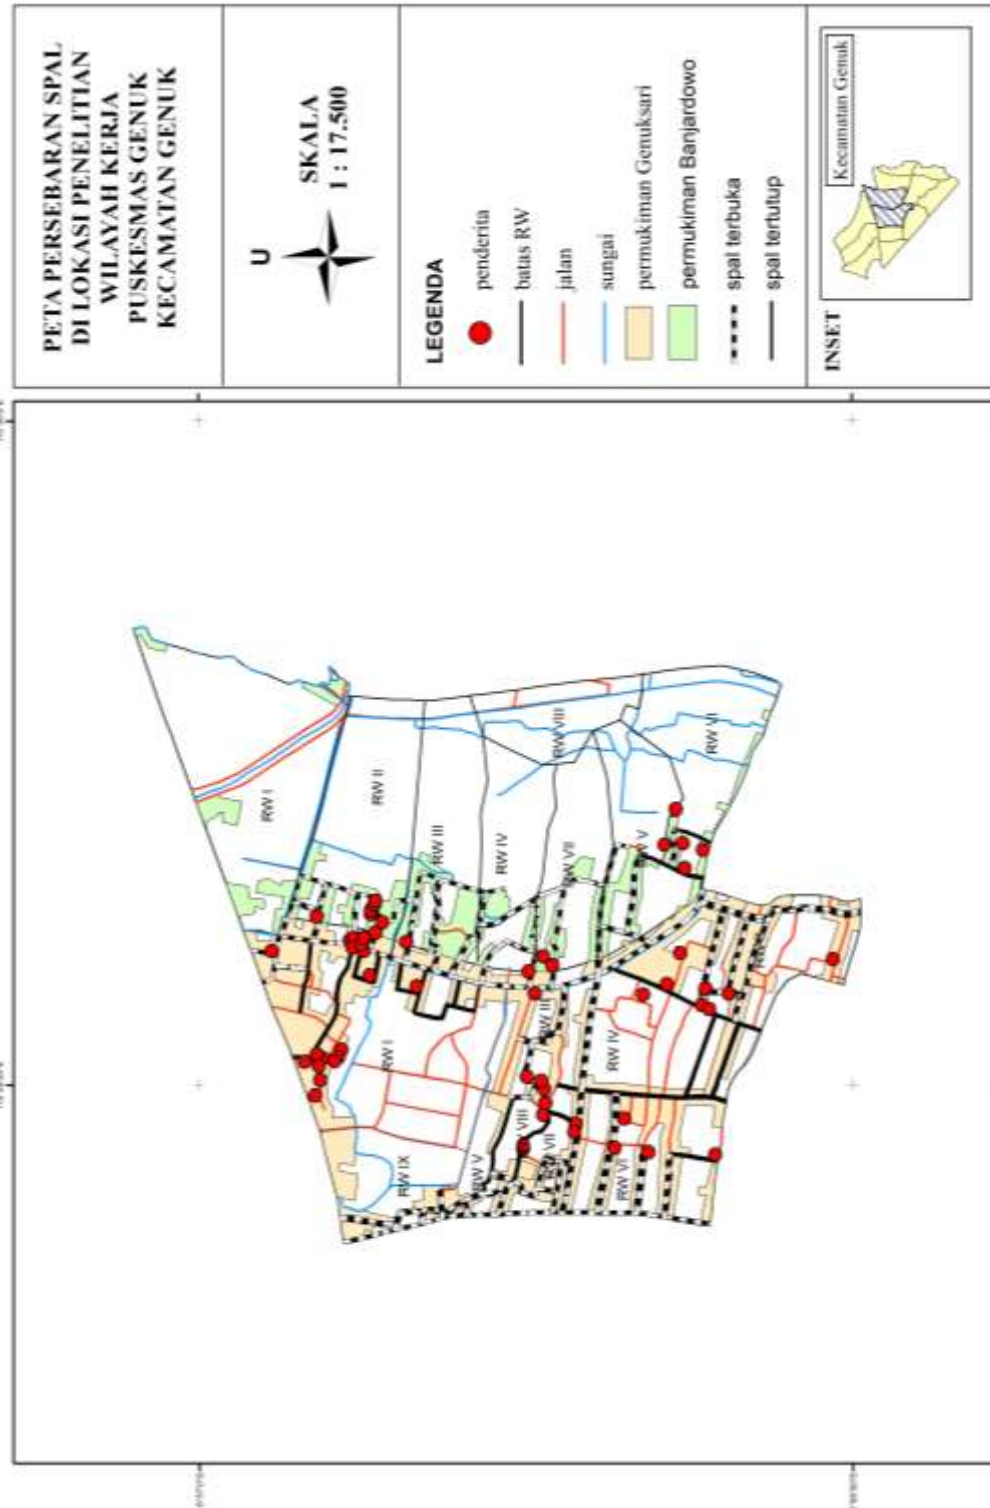 PETA PERSEBARAN SPAL
DI LOKASI PENELITIAN
WILAYAH KERJA
PUSKESMAS GENUK
KECAMATAN GENUK
U
SKALA
1 : 17.500
LEGENDA
penderita
batas RW
jalan
sungai
permukiman Genuksari
permukiman Banjardowo
spal terbuka
spal tertutup
INSET
Kecamatan Genuk
RW I
RW II
RW III
RW IV
RW VIII
RW VII
RW V
RW VI
RW I
RW IX
RW V
VIII
VII
RW III
RW IV
RW VI